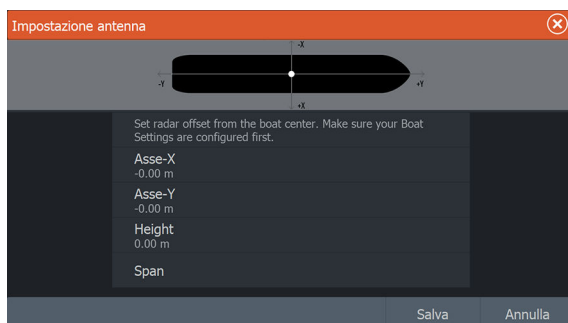 Impostazione antenna
-X
-Y
+Y
+X
Set radar offset from the boat center. Make sure your Boat
Settings are configured first.
Asse-X
-0.00 m
Asse-Y
-0.00 m
Height
0.00 m
Span
Salva
Annulla